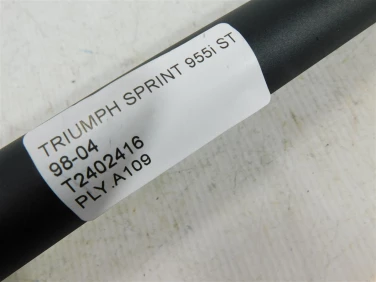 TRIUMPH SPRINT 955i ST
98-04
T2402416
PLY.A109